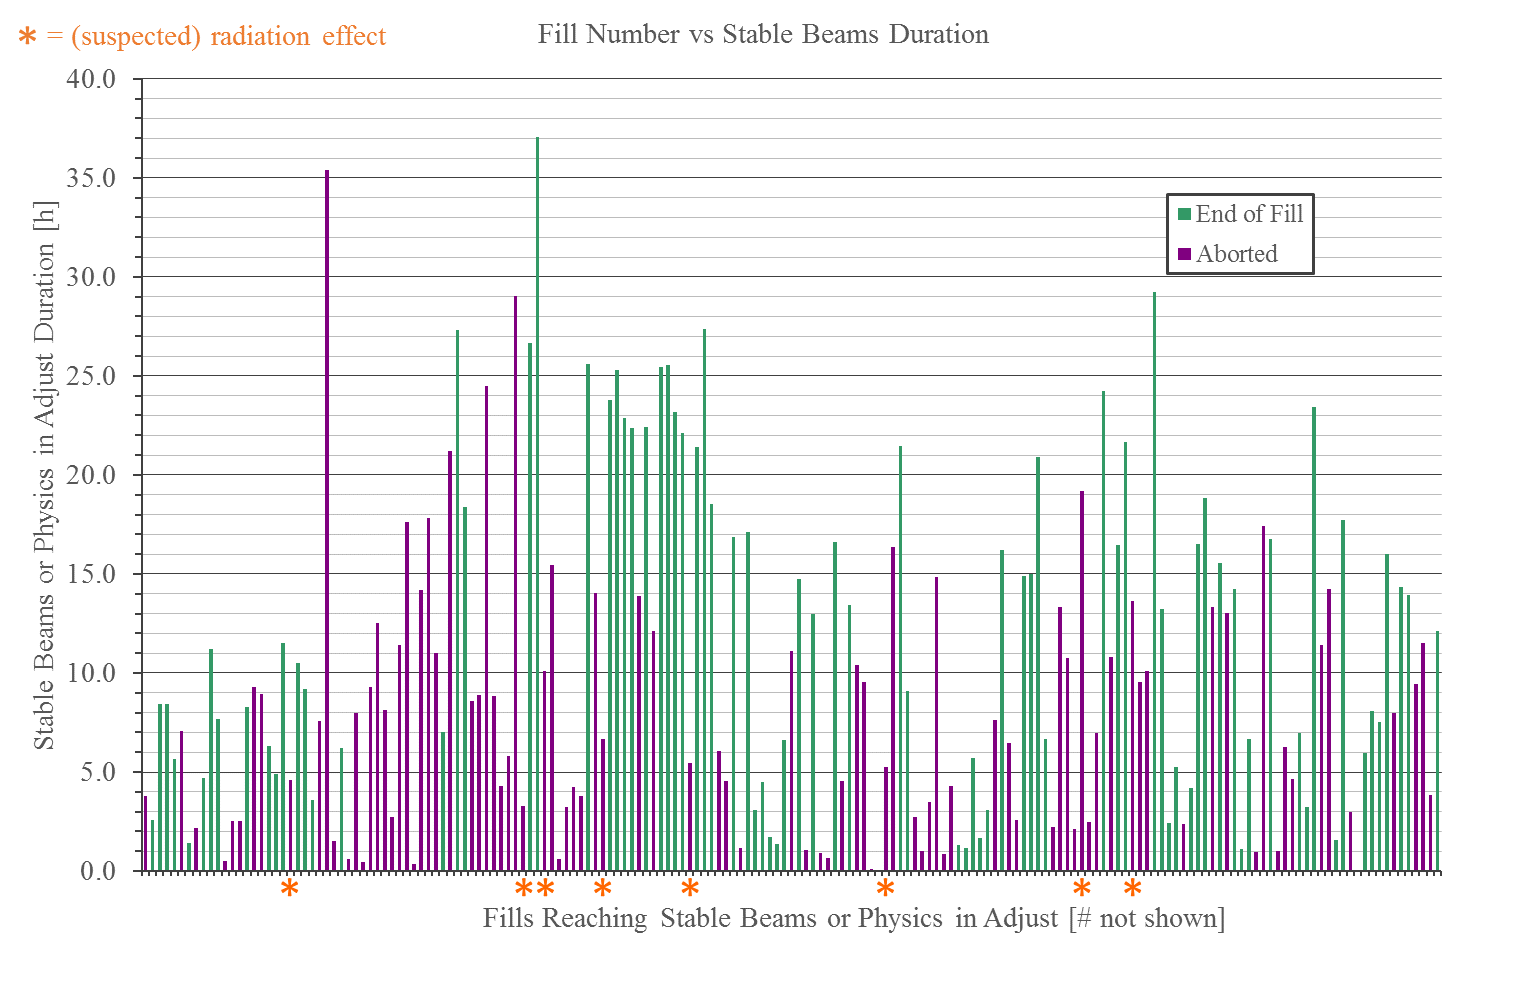 * = (suspected) radiation effect
Fill Number vs Stable Beams Duration
40.0
35.0
30.0
25.0
20.0
15.0
10.0
5.0
0.0
Stable Beams or Physics in Adjust Duration [h]
End of Fill
Aborted
* * * * * * * *
Fills Reaching Stable Beams or Physics in Adjust [# not shown]